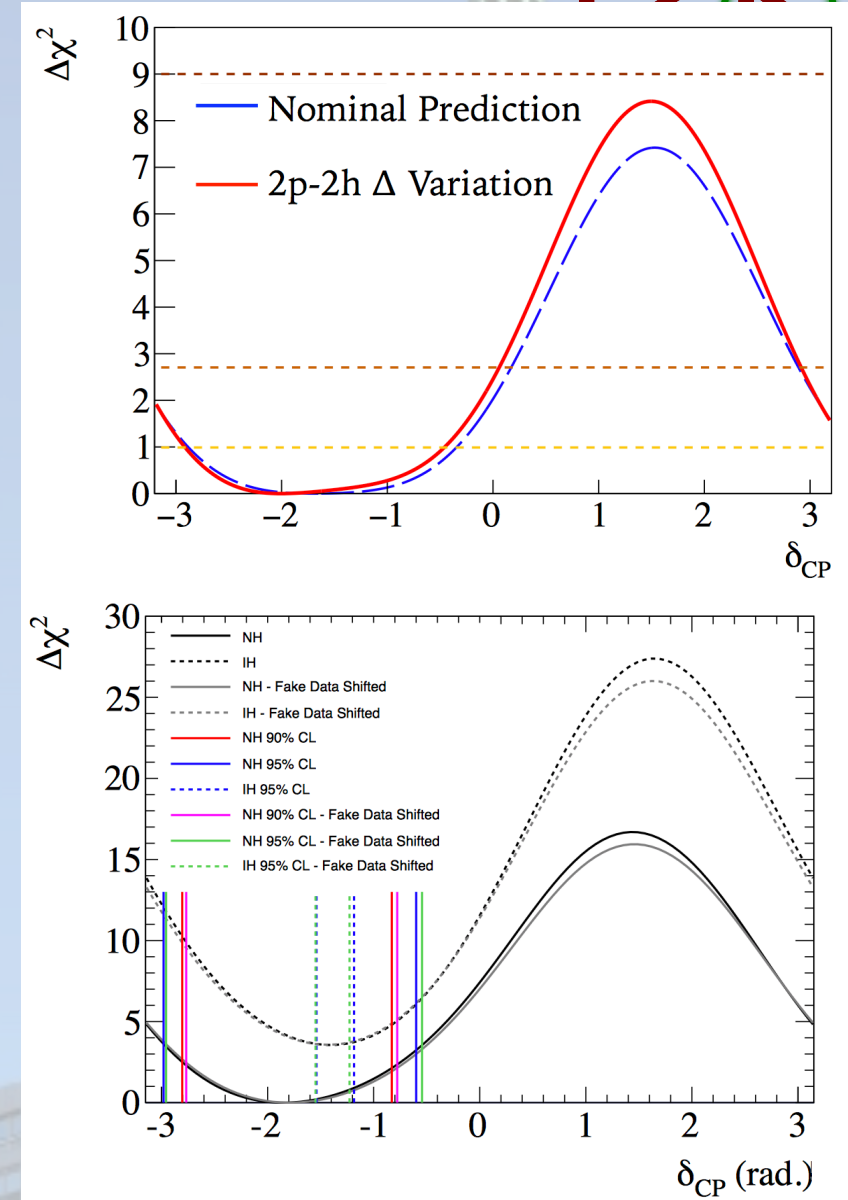 Δχ²
10
9
8
7
6
5
4
3
2
1
0
Nominal Prediction
2p-2h Δ Variation
−3 −2 −1 0 1 2 3
δCP
Δχ²
30
25
20
15
10
5
0
NH
IH
NH - Fake Data Shifted
IH - Fake Data Shifted
NH 90% CL
NH 95% CL
IH 95% CL
NH 90% CL - Fake Data Shifted
NH 95% CL - Fake Data Shifted
IH 95% CL - Fake Data Shifted
-3 -2 -1 0 1 2 3
δCP (rad.)